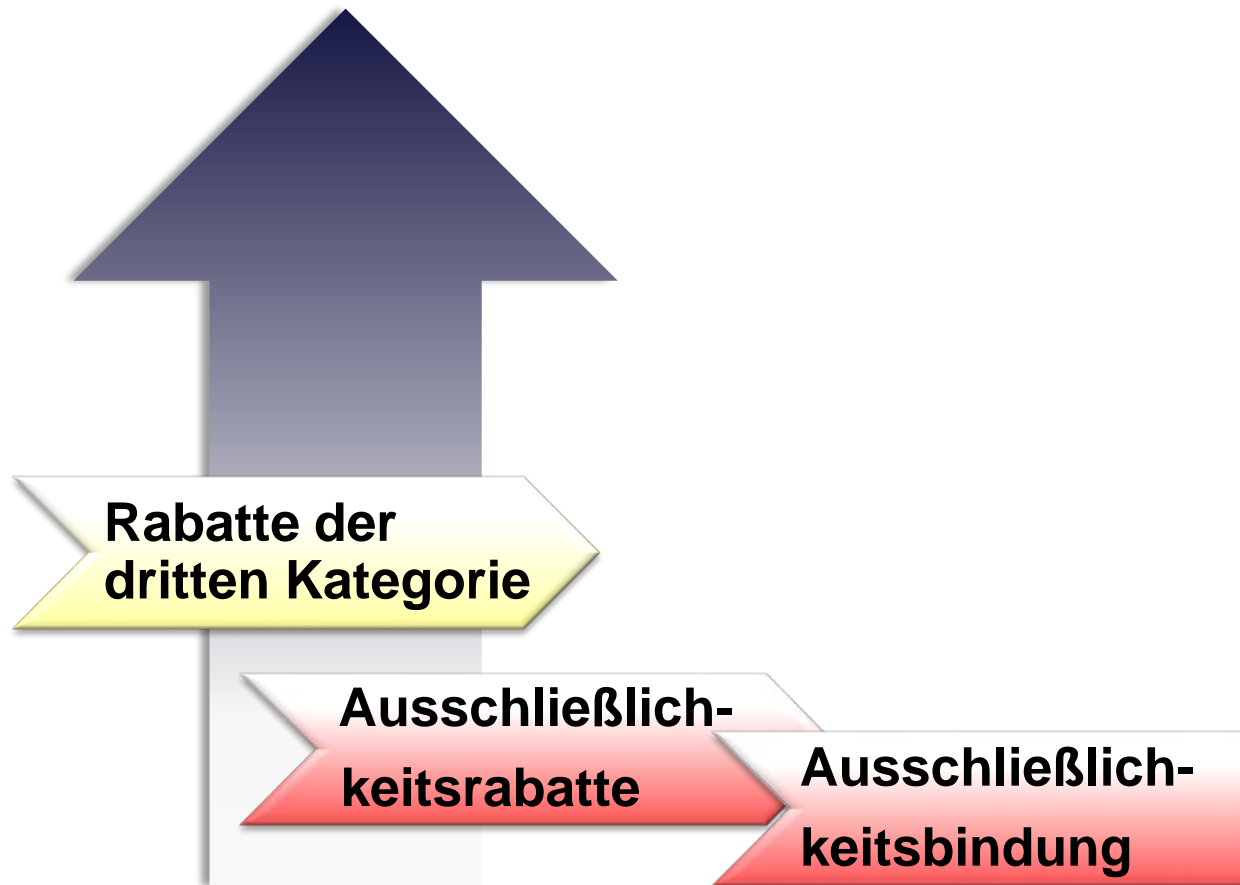 Rabatte der
dritten Kategorie
Ausschließlich-
keitsrabatte
Ausschließlich-
keitsbindung